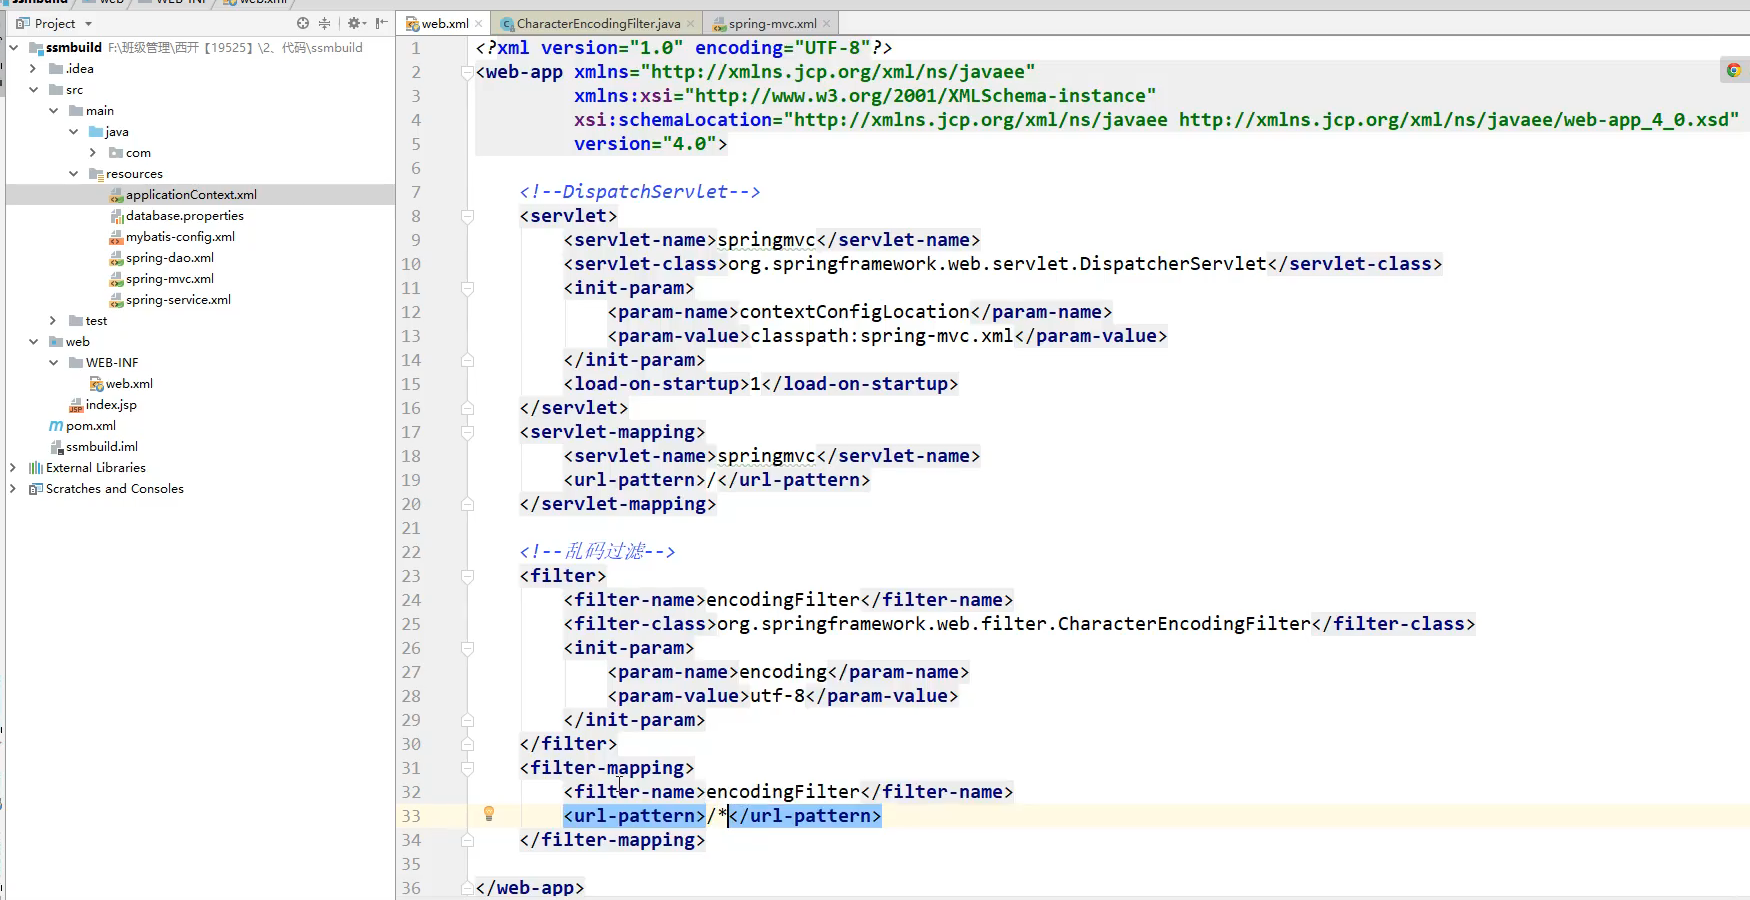 Project
ssmbuild F:\班级管理\西开【19525】\2、代码\ssmbuild
.idea
src
main
java
com
resources
applicationContext.xml
database.properties
mybatis-config.xml
spring-dao.xml
spring-mvc.xml
spring-service.xml
test
web
WEB-INF
web.xml
index.jsp
pom.xml
ssmbuild.iml
External Libraries
Scratches and Consoles
web.xml CharacterEncodingFilter.java spring-mvc.xml
1 <?xml version="1.0" encoding="UTF-8"?>
2 <web-app xmlns="http://xmlns.jcp.org/xml/ns/javaee"
3 xmlns:xsi="http://www.w3.org/2001/XMLSchema-instance"
4 xsi:schemaLocation="http://xmlns.jcp.org/xml/ns/javaee http://xmlns.jcp.org/xml/ns/javaee/web-app_4_0.xsd"
5 version="4.0">
6
7 <!--DispatchServlet-->
8 <servlet>
9 <servlet-name>springmvc</servlet-name>
10 <servlet-class>org.springframework.web.servlet.DispatcherServlet</servlet-class>
11 <init-param>
12 <param-name>contextConfigLocation</param-name>
13 <param-value>classpath:spring-mvc.xml</param-value>
14 </init-param>
15 <load-on-startup>1</load-on-startup>
16 </servlet>
17 <servlet-mapping>
18 <servlet-name>springmvc</servlet-name>
19 <url-pattern>/</url-pattern>
20 </servlet-mapping>
21
22 <!--乱码过滤-->
23 <filter>
24 <filter-name>encodingFilter</filter-name>
25 <filter-class>org.springframework.web.filter.CharacterEncodingFilter</filter-class>
26 <init-param>
27 <param-name>encoding</param-name>
28 <param-value>utf-8</param-value>
29 </init-param>
30 </filter>
31 <filter-mapping>
32 <filter-name>encodingFilter</filter-name>
33 <url-pattern>/*</url-pattern>
34 </filter-mapping>
35
36 </web-app>